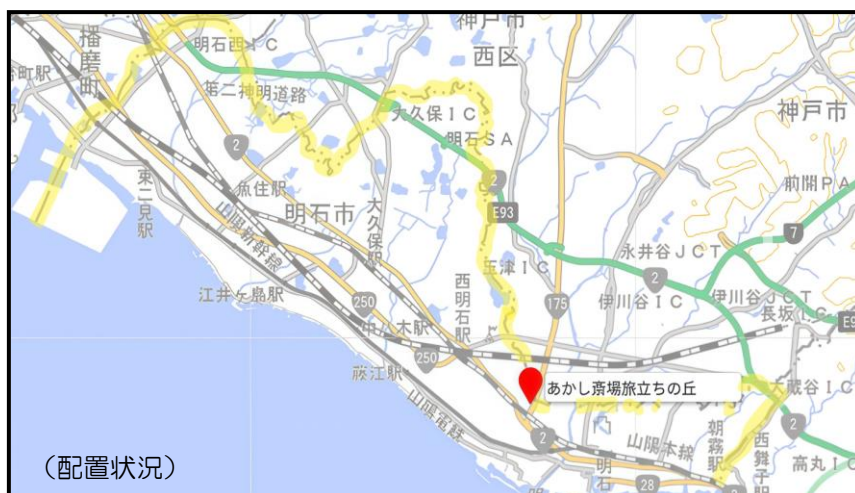 神戸市
西区
播磨町
明石西IC
第二神明道路
大久保IC
明石SA
神戸市
前開PA
2
2
7
E93
魚住駅
東二見駅
明石市
大久保駅
山陽新幹線
永井谷JCT
2
玉津IC
伊川谷IC
伊川谷JCT
長坂IC
175
江井ヶ島駅
250
中八木駅
西明石駅
250
藤江駅
あかし斎場旅立ちの丘
大蔵谷IC
山陽電鉄
2
山陽本線
朝霧駅
西舞子駅
2
高丸IC
明石
28
2
(配置状況)